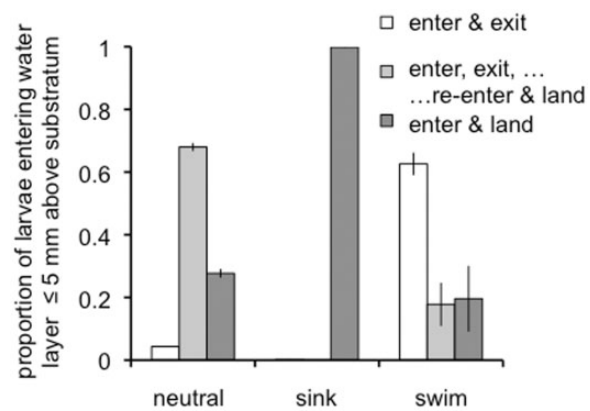 proportion of larvae entering water
layer ≤ 5 mm above substratum
1
0.8
0.6
0.4
0.2
0
neutral
sink
swim
enter & exit
enter, exit, ...
...re-enter & land
enter & land